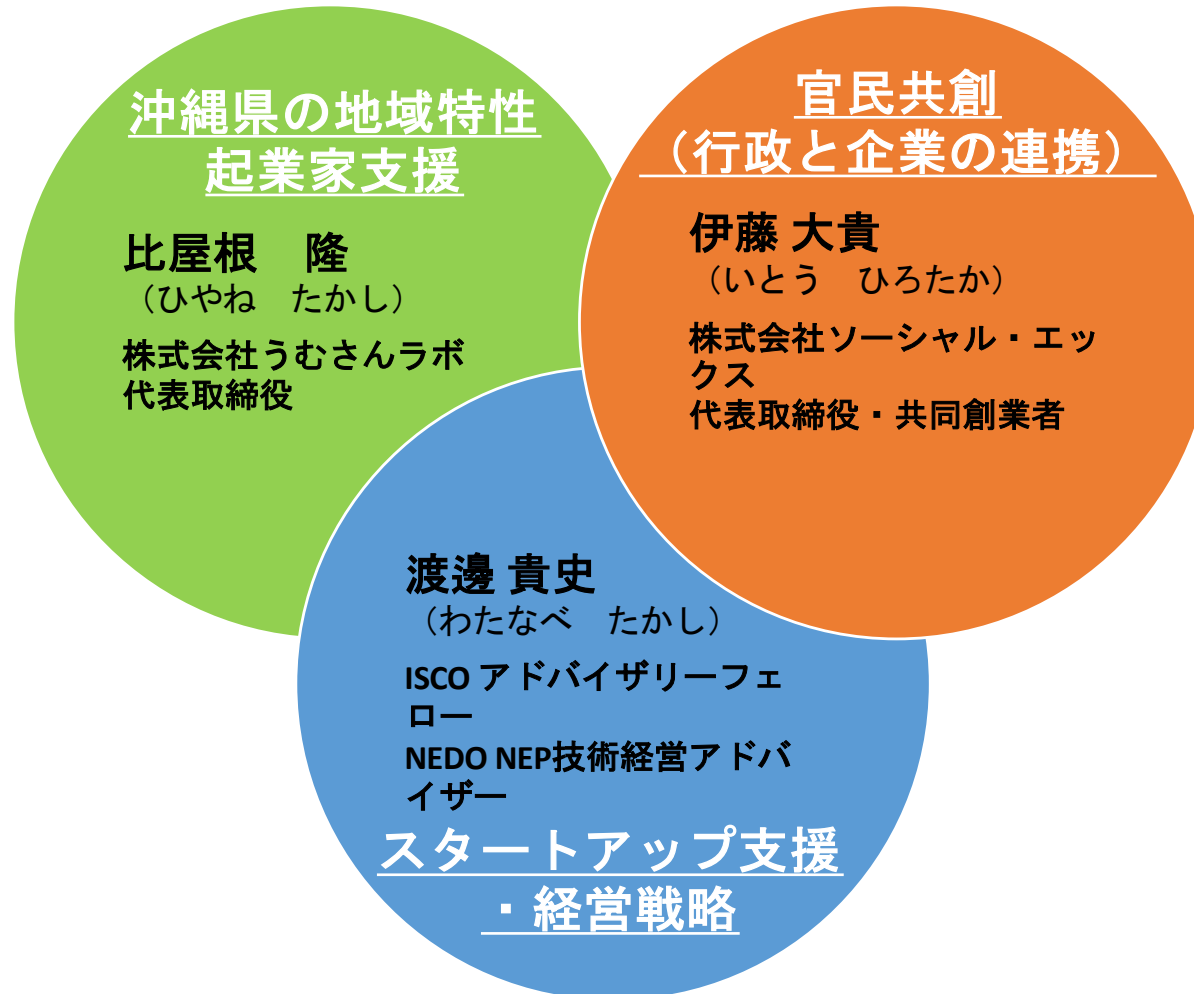 沖縄県の地域特性
起業家支援
比屋根　隆
（ひやね　たかし）
株式会社うむさんラボ
代表取締役
官民共創
（行政と企業の連携）
伊藤 大貴
（いとう　ひろたか）
株式会社ソーシャル・エッ
クス
代表取締役・共同創業者
渡邊 貴史
（わたなべ　たかし）
ISCO アドバイザリーフェ
ロー
NEDO NEP技術経営アドバ
イザー
スタートアップ支援
・経営戦略